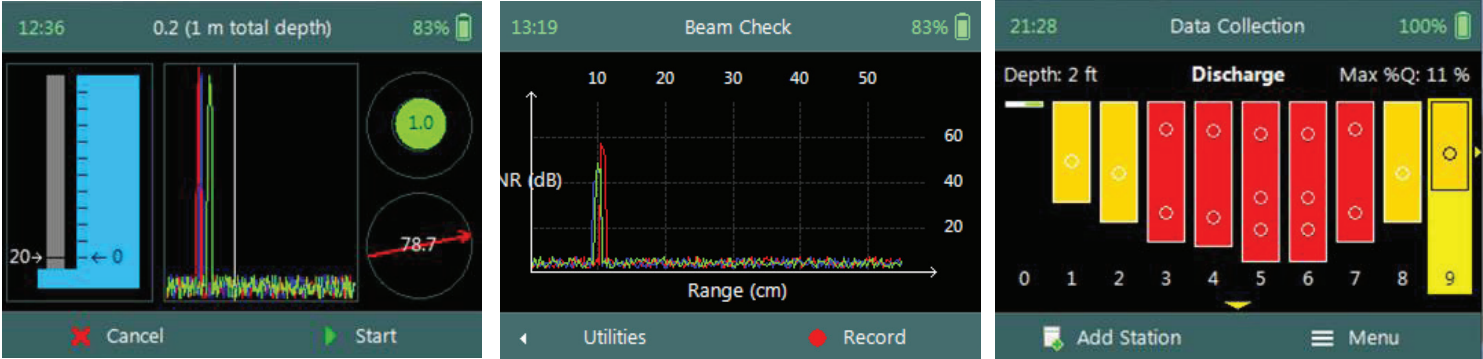 12:36 0.2 (1 m total depth) 83%
1.0
78.7
20→ ←0
Cancel Start
13:19 Beam Check 83%
10 20 30 40 50
60
NR (dB) 40
20
Range (cm)
Utilities Record
21:28 Data Collection 100%
Depth: 2 ft Discharge Max %Q: 11 %
0 1 2 3 4 5 6 7 8 9
Add Station Menu